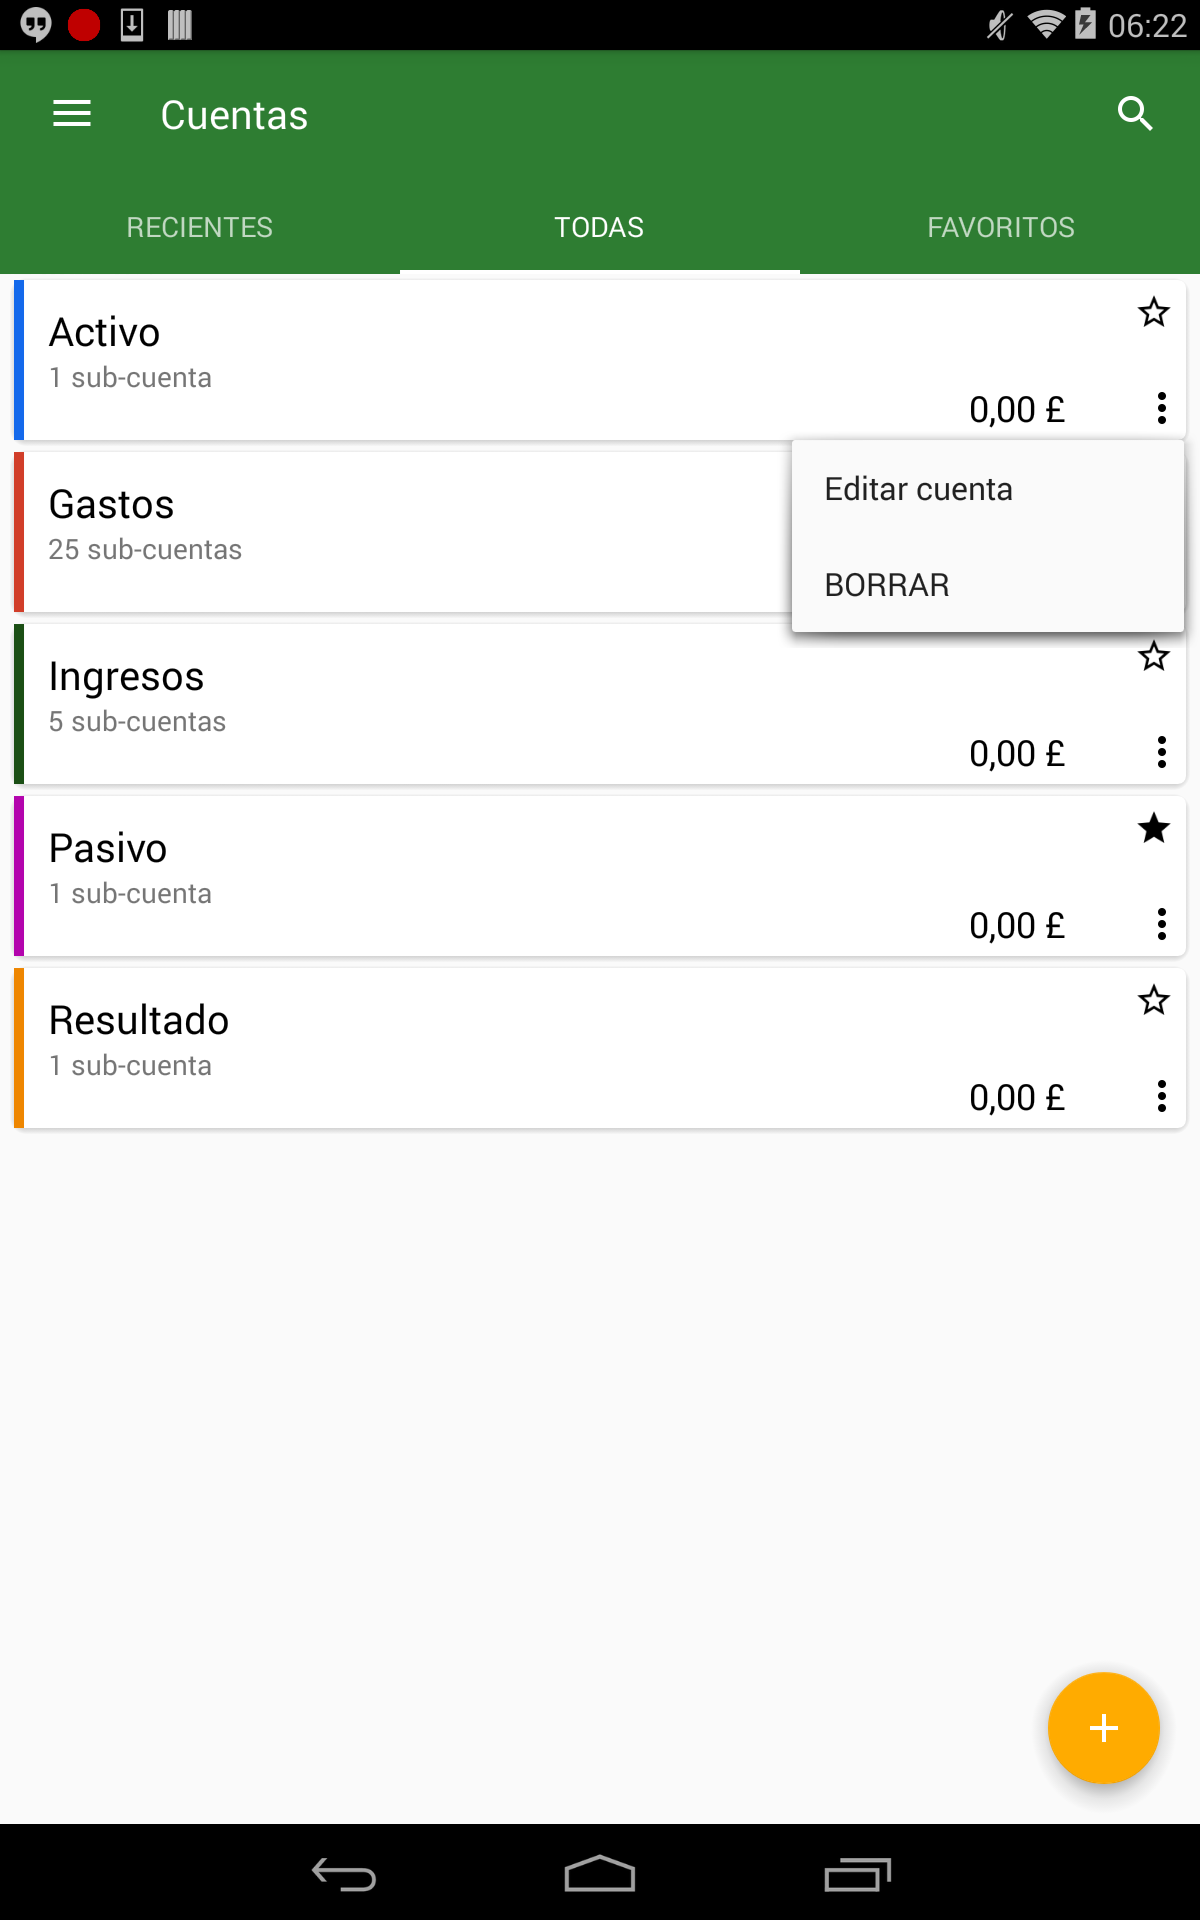 06:22
Cuentas
RECIENTES
TODAS
FAVORITOS
Activo
1 sub-cuenta
0,00 £
Editar cuenta
BORRAR
Gastos
25 sub-cuentas
Ingresos
5 sub-cuentas
0,00 £
Pasivo
1 sub-cuenta
0,00 £
Resultado
1 sub-cuenta
0,00 £